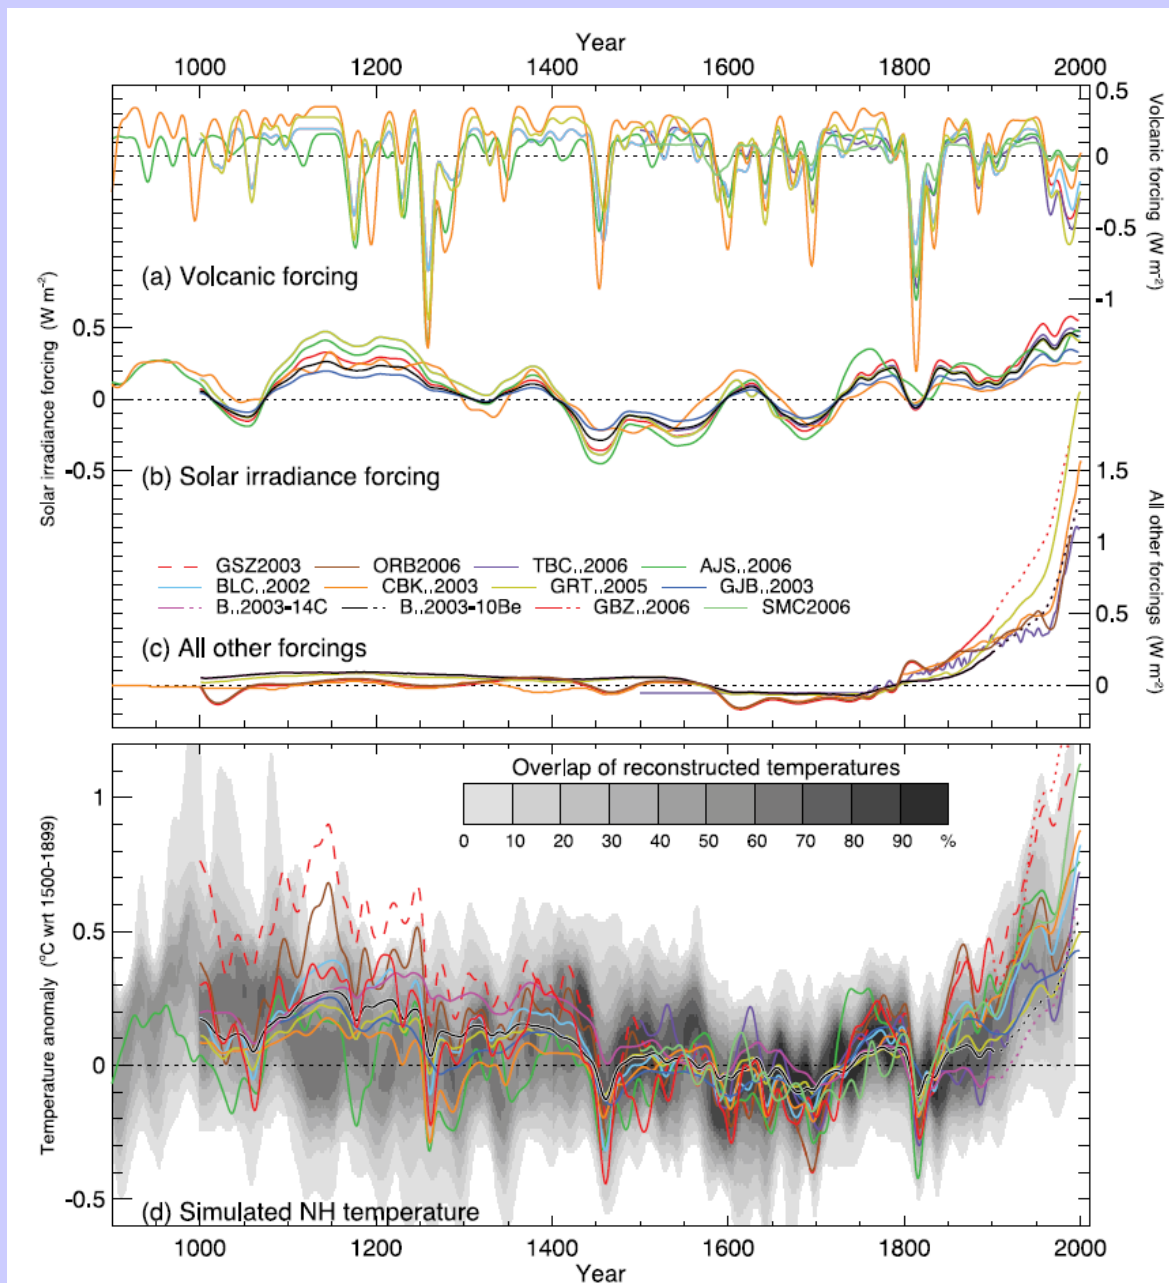 Year
1000 1200 1400 1600 1800 2000
0.5
0
-0.5
-1
Volcanic forcing (W m⁻²)
(a) Volcanic forcing
Solar irradiance forcing (W m⁻²)
0.5
0
-0.5
(b) Solar irradiance forcing
1.5
1
0.5
0
All other forcings (W m⁻²)
GSZ2003 ORB2006 TBC,,2006 AJS,,2006
BLC,,2002 CBK,,2003 GRT,,2005 GJB,,2003
B,,2003-14C B,,2003-10Be GBZ,,2006 SMC2006
(c) All other forcings
Overlap of reconstructed temperatures
0 10 20 30 40 50 60 70 80 90 %
Temperature anomaly (°C wrt 1500-1899)
1
0.5
0
-0.5
(d) Simulated NH temperature
1000 1200 1400 1600 1800 2000
Year